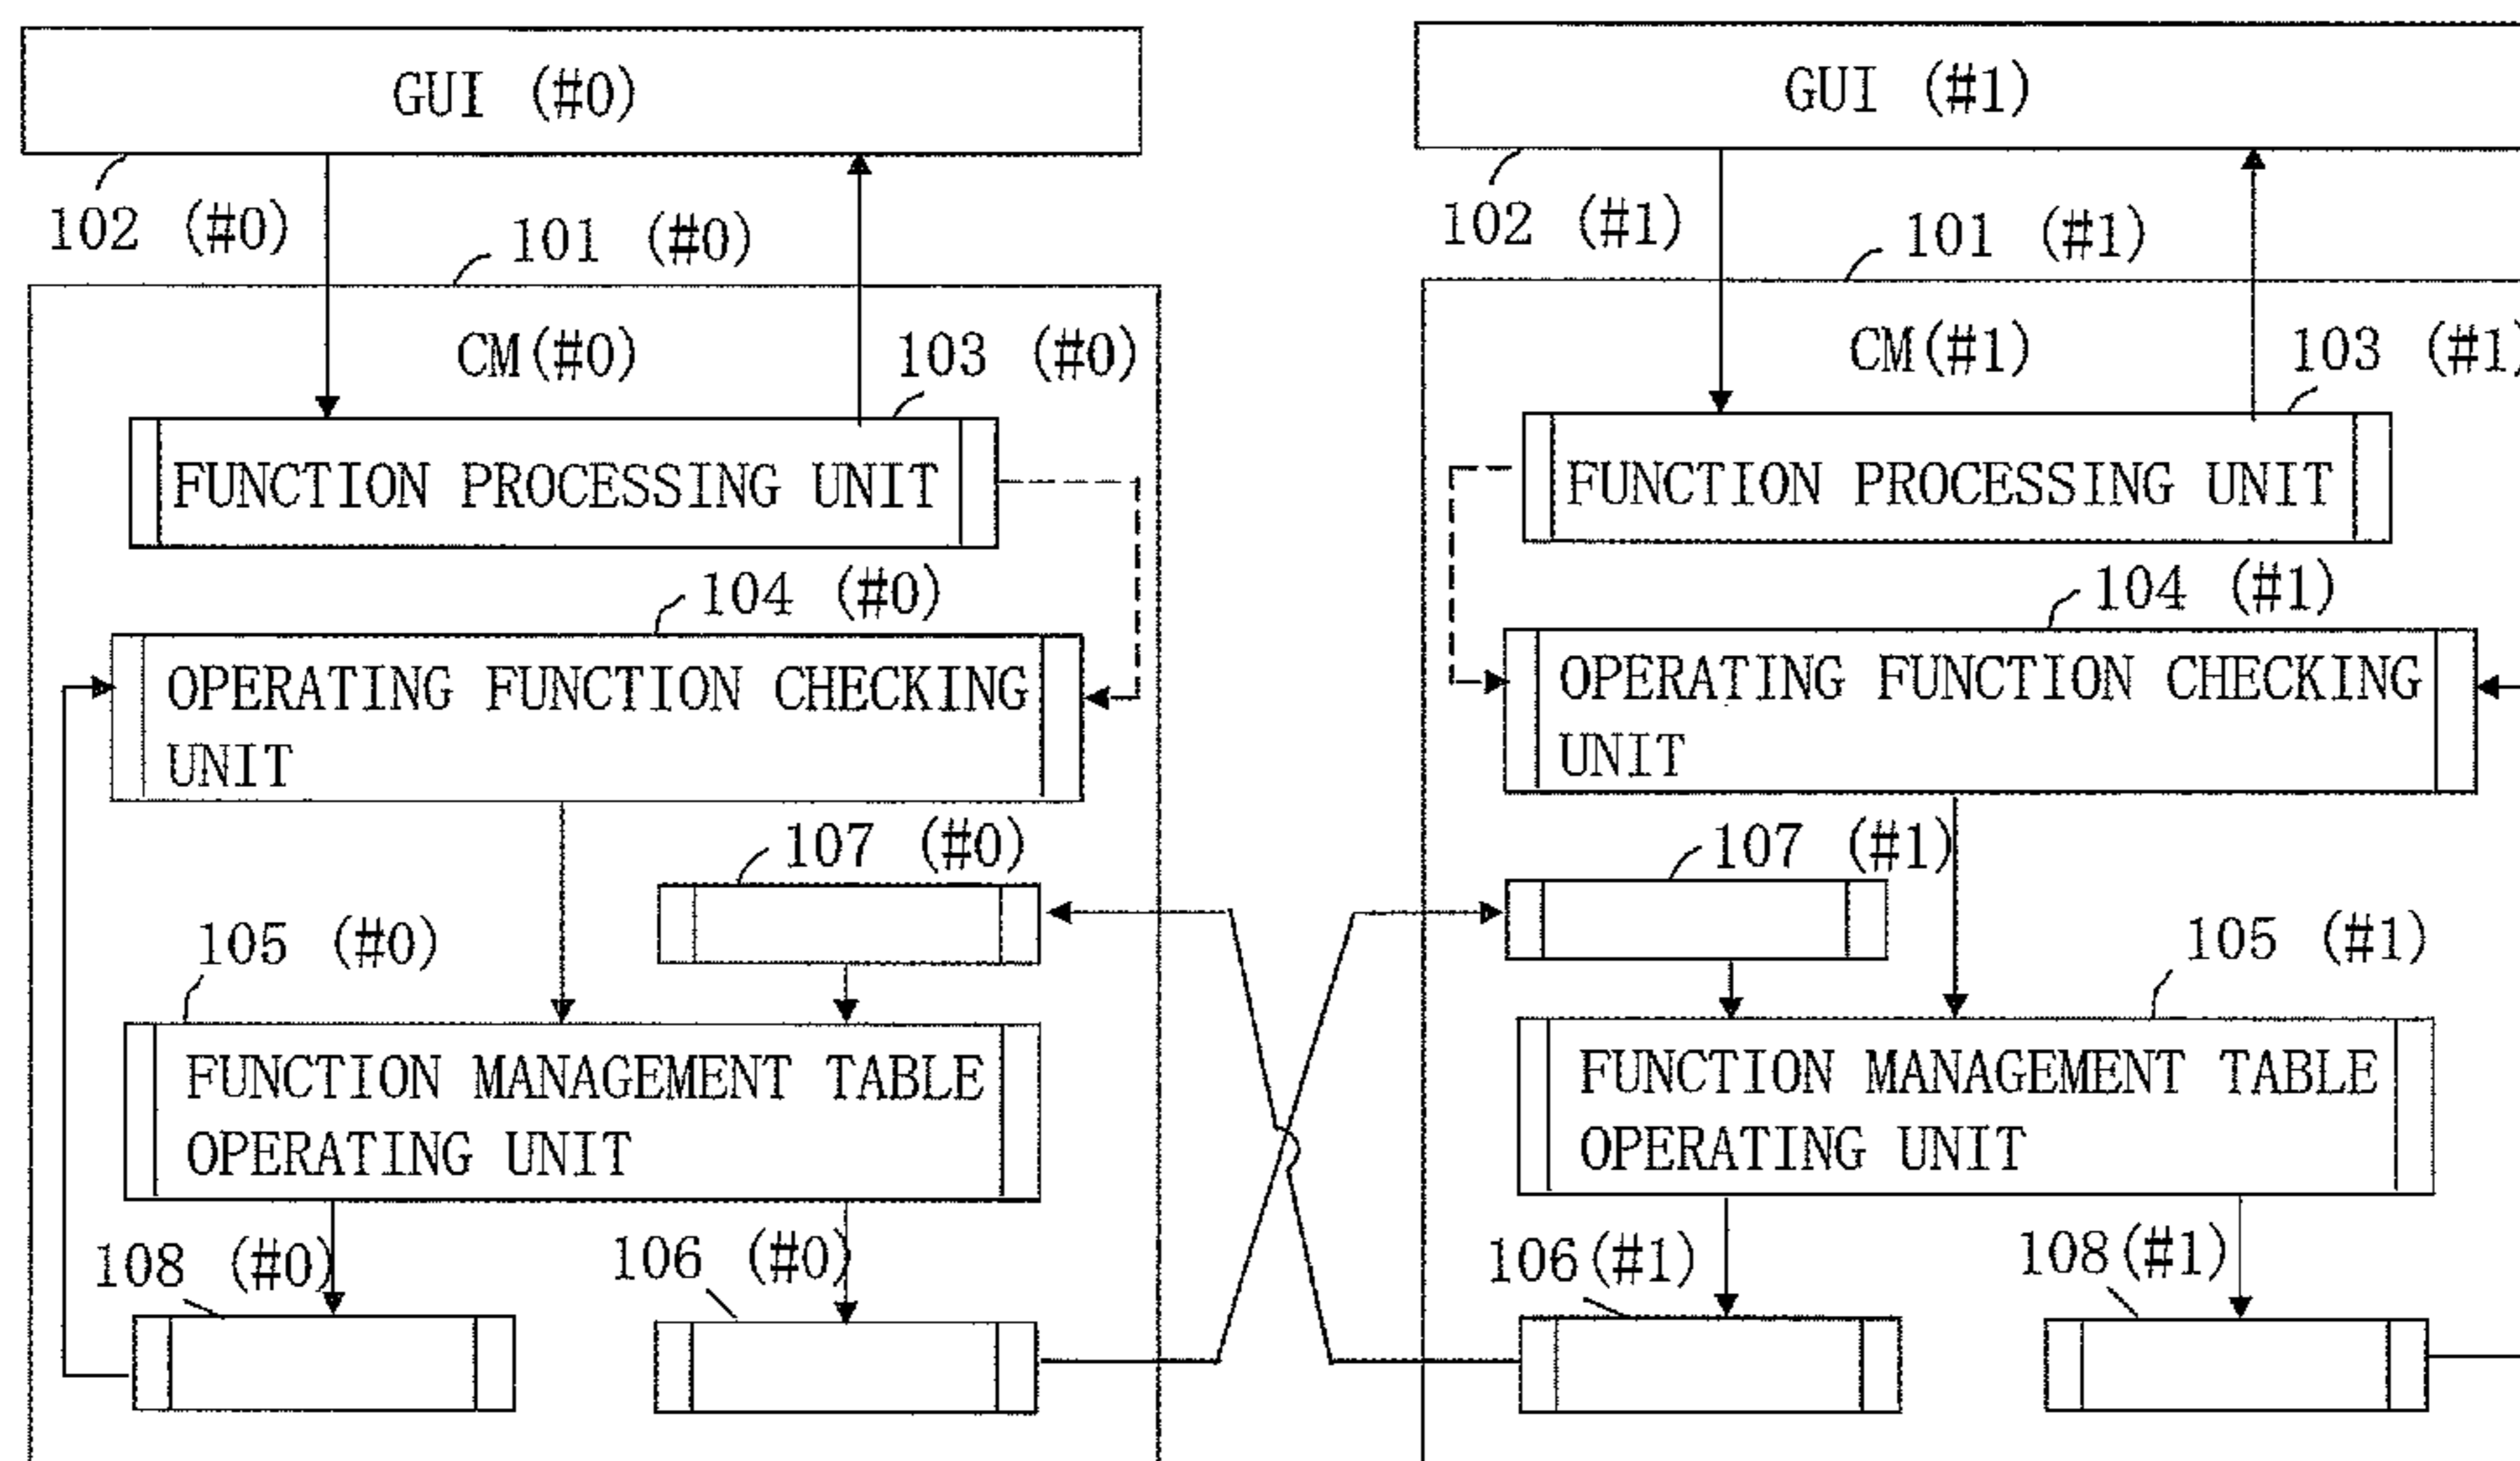 GUI (#0)
102 (#0)
101 (#0)
CM(#0)
103 (#0)
FUNCTION PROCESSING UNIT
104 (#0)
OPERATING FUNCTION CHECKING
UNIT
107 (#0)
105 (#0)
FUNCTION MANAGEMENT TABLE
OPERATING UNIT
108 (#0)
106 (#0)
GUI (#1)
102 (#1)
101 (#1)
CM(#1)
103 (#1)
FUNCTION PROCESSING UNIT
104 (#1)
OPERATING FUNCTION CHECKING
UNIT
107 (#1)
105 (#1)
FUNCTION MANAGEMENT TABLE
OPERATING UNIT
106(#1)
108(#1)